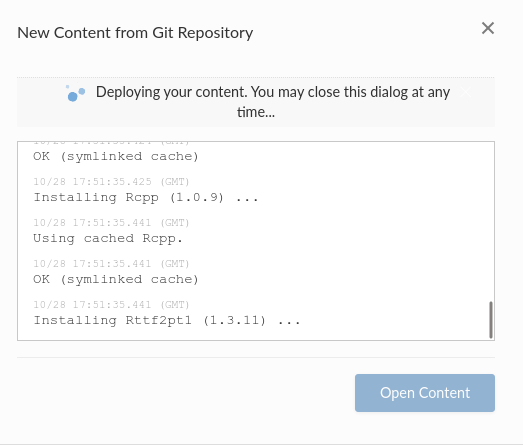 New Content from Git Repository
Deploying your content. You may close this dialog at any
time...
OK (symlinked cache)
10/28 17:51:35.425 (GMT)
Installing Rcpp (1.0.9) ...
10/28 17:51:35.441 (GMT)
Using cached Rcpp.
10/28 17:51:35.441 (GMT)
OK (symlinked cache)
10/28 17:51:35.441 (GMT)
Installing Rttf2pt1 (1.3.11) ...
Open Content